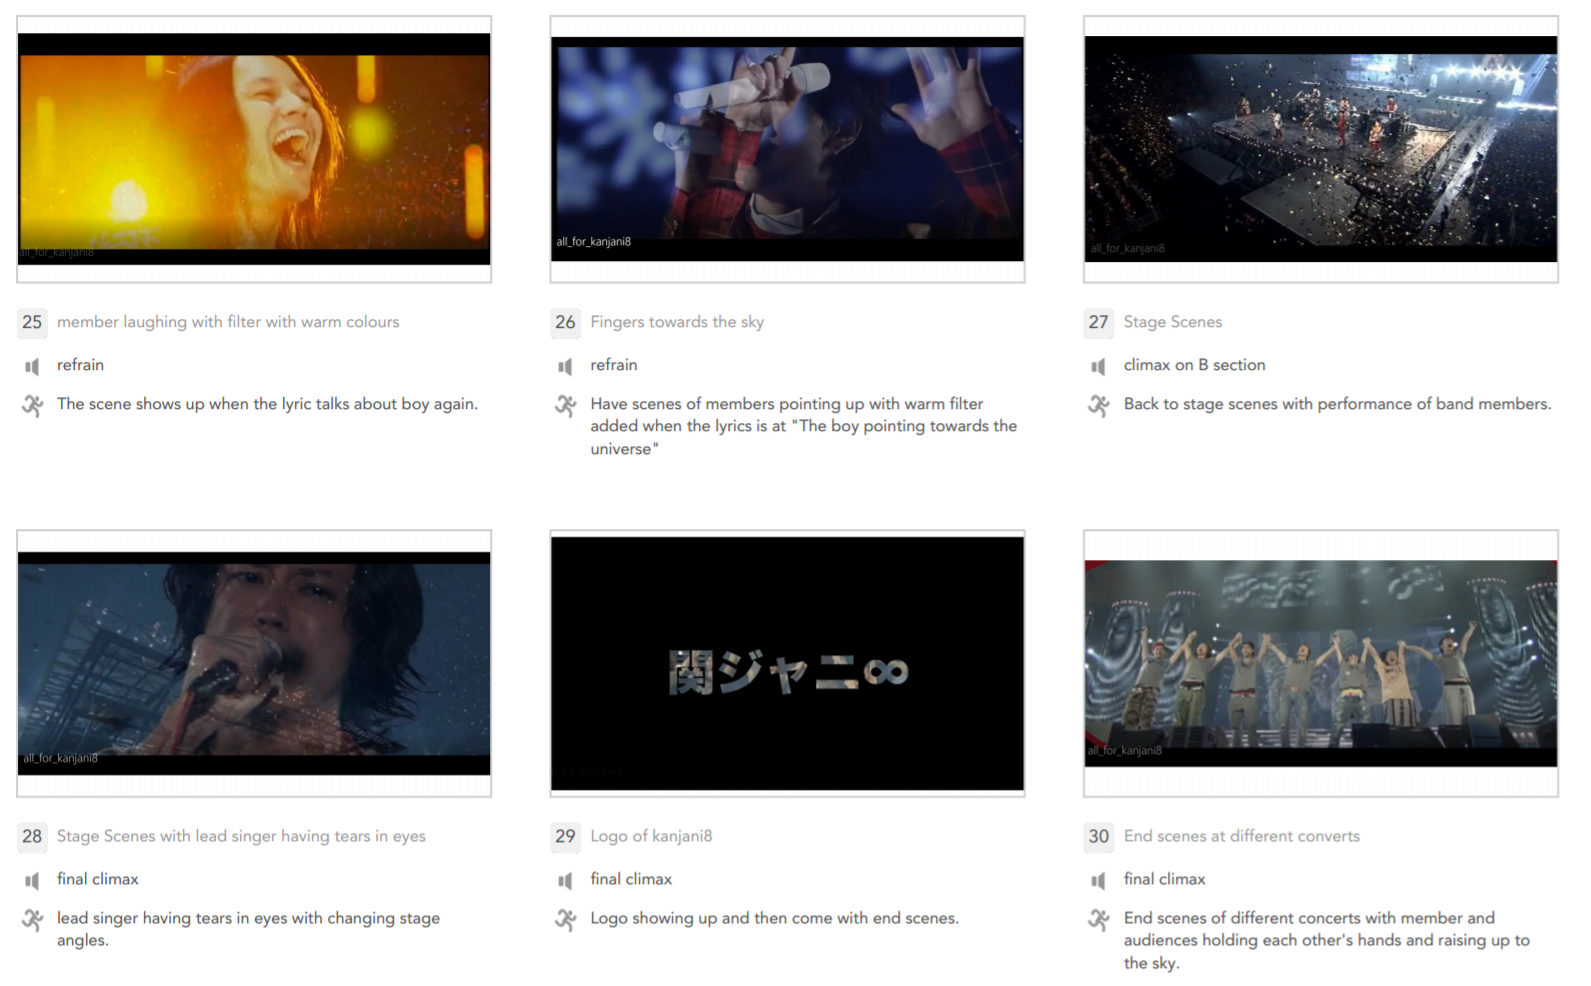 all_for_kanjani8
all_for_kanjani8
all_for_kanjani8
25 member laughing with filter with warm colours
refrain
The scene shows up when the lyric talks about boy again.
26 Fingers towards the sky
refrain
Have scenes of members pointing up with warm filter
added when the lyrics is at "The boy pointing towards the
universe"
27 Stage Scenes
climax on B section
Back to stage scenes with performance of band members.
all_for_kanjani8
関ジャニ∞
all_for_kanjani8
28 Stage Scenes with lead singer having tears in eyes
final climax
lead singer having tears in eyes with changing stage
angles.
29 Logo of kanjani8
final climax
Logo showing up and then come with end scenes.
30 End scenes at different converts
final climax
End scenes of different concerts with member and
audiences holding each other's hands and raising up to
the sky.